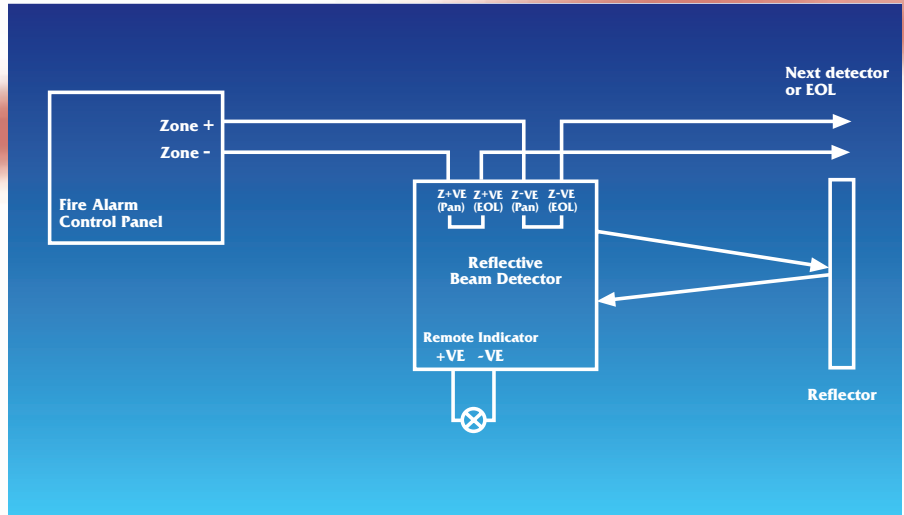 Next detector
or EOL
Zone +
Zone -
Fire Alarm
Control Panel
Z+VE Z+VE Z-VE Z-VE
(Pan) (EOL) (Pan) (EOL)
Reflective
Beam Detector
Remote Indicator
+VE -VE
Reflector